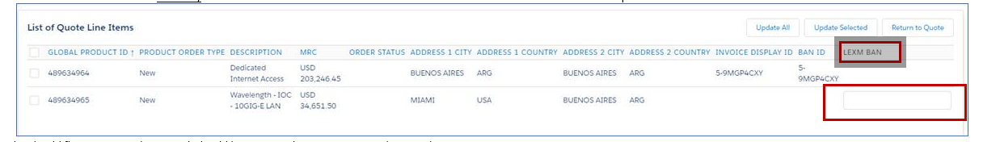 List of Quote Line Items
Update All Update Selected Return to Quote
GLOBAL PRODUCT ID ↑ PRODUCT ORDER TYPE DESCRIPTION MRC ORDER STATUS ADDRESS 1 CITY ADDRESS 1 COUNTRY ADDRESS 2 CITY ADDRESS 2 COUNTRY INVOICE DISPLAY ID BAN ID LEXM BAN
489634964 New Dedicated Internet Access USD 203,246.45 BUENOS AIRES ARG BUENOS AIRES ARG 5-9MGP4CXY 5-9MGP4CXY
489634965 New Wavelength - IOC - 10GIG-E LAN USD 34,651.50 MIAMI USA BUENOS AIRES ARG